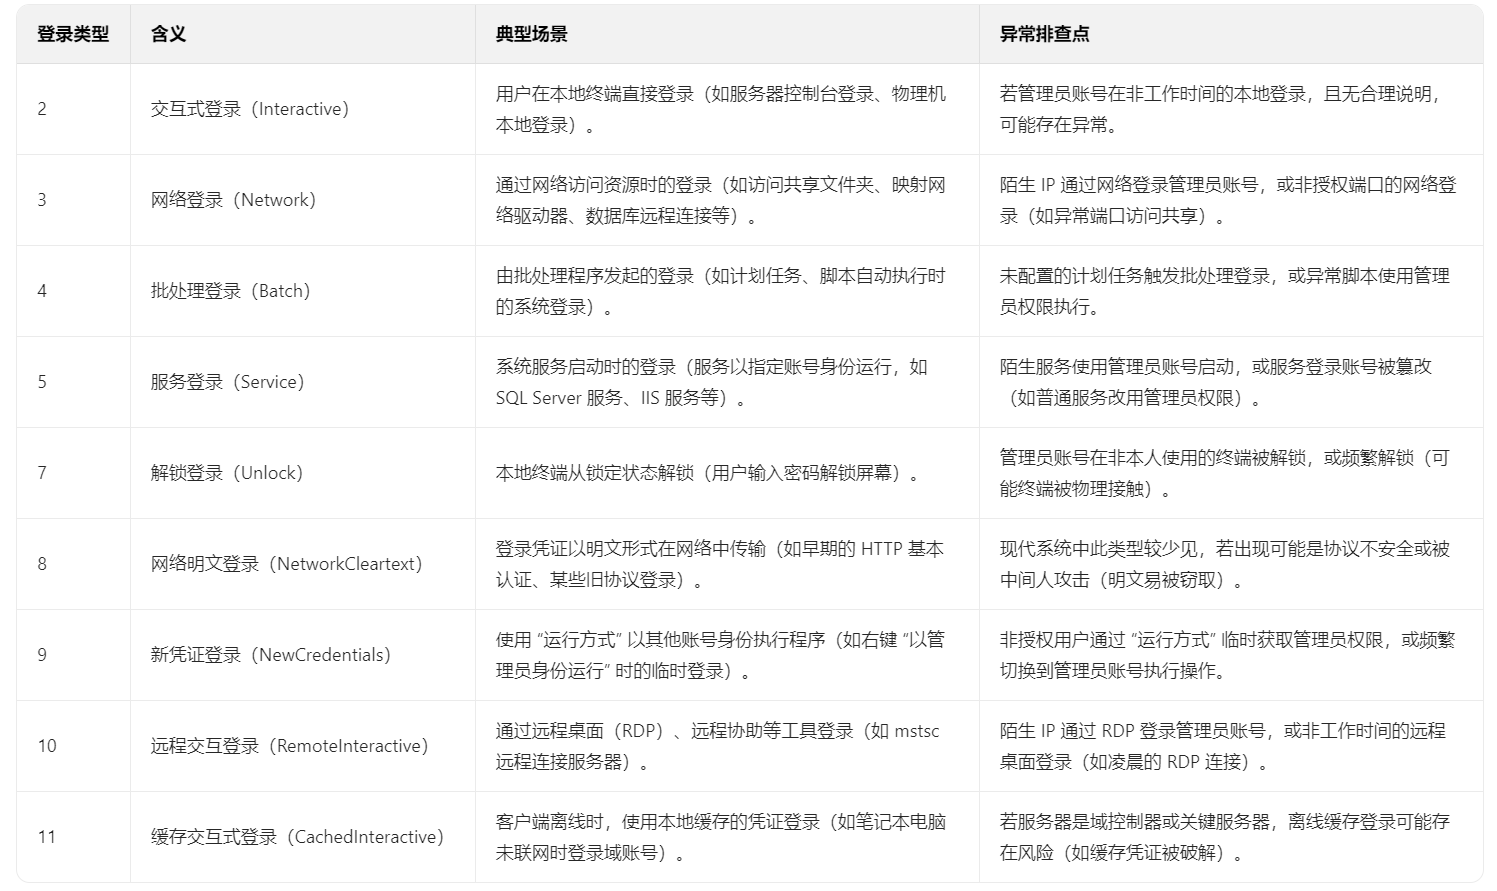 登录类型 含义 典型场景 异常排查点
2 交互式登录（Interactive） 用户在本地终端直接登录（如服务器控制台登录、物理机
本地登录）。
若管理员账号在非工作时间的本地登录，且无合理说明，
可能存在异常。
3 网络登录（Network） 通过网络访问资源时的登录（如访问共享文件夹、映射网
络驱动器、数据库远程连接等）。
陌生 IP 通过网络登录管理员账号，或非授权端口的网络登
录（如异常端口访问共享）。
4 批处理登录（Batch） 由批处理程序发起的登录（如计划任务、脚本自动执行时
的系统登录）。
未配置的计划任务触发批处理登录，或异常脚本使用管理
员权限执行。
5 服务登录（Service） 系统服务启动时的登录（服务以指定账号身份运行，如
SQL Server 服务、IIS 服务等）。
陌生服务使用管理员账号启动，或服务登录账号被篡改
（如普通服务改用管理员权限）。
7 解锁登录（Unlock） 本地终端从锁定状态解锁（用户输入密码解锁屏幕）。
管理员账号在非本人使用的终端被解锁，或频繁解锁（可
能终端被物理接触）。
8 网络明文登录（NetworkCleartext） 登录凭证以明文形式在网络中传输（如早期的 HTTP 基本
认证、某些旧协议登录）。
现代系统中此类型较少见，若出现可能是协议不安全或被
中间人攻击（明文易被窃取）。
9 新凭证登录（NewCredentials） 使用 “运行方式” 以其他账号身份执行程序（如右键 “以管
理员身份运行” 时的临时登录）。
非授权用户通过 “运行方式” 临时获取管理员权限，或频繁
切换到管理员账号执行操作。
10 远程交互登录（RemoteInteractive） 通过远程桌面（RDP）、远程协助等工具登录（如 mstsc
远程连接服务器）。
陌生 IP 通过 RDP 登录管理员账号，或非工作时间的远程
桌面登录（如凌晨的 RDP 连接）。
11 缓存交互式登录（CachedInteractive） 客户端离线时，使用本地缓存的凭证登录（如笔记本电脑
未联网时登录域账号）。
若服务器是域控制器或关键服务器，离线缓存登录可能存
在风险（如缓存凭证被破解）。